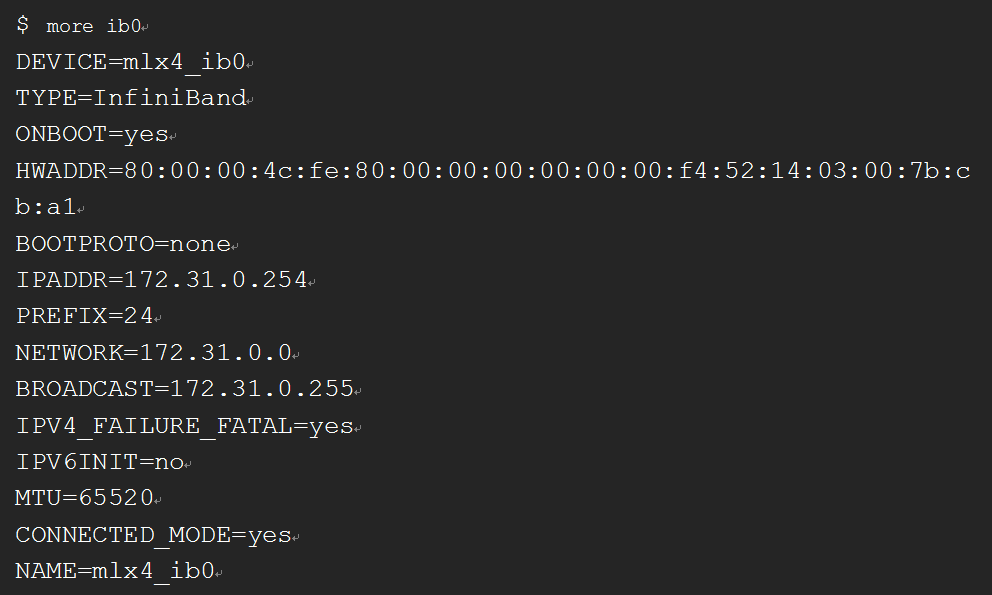 $ more ib0
DEVICE=mlx4_ib0
TYPE=InfiniBand
ONBOOT=yes
HWADDR=80:00:00:4c:fe:80:00:00:00:00:00:00:f4:52:14:03:00:7b:c
b:a1
BOOTPROTO=none
IPADDR=172.31.0.254
PREFIX=24
NETWORK=172.31.0.0
BROADCAST=172.31.0.255
IPV4_FAILURE_FATAL=yes
IPV6INIT=no
MTU=65520
CONNECTED_MODE=yes
NAME=mlx4_ib0